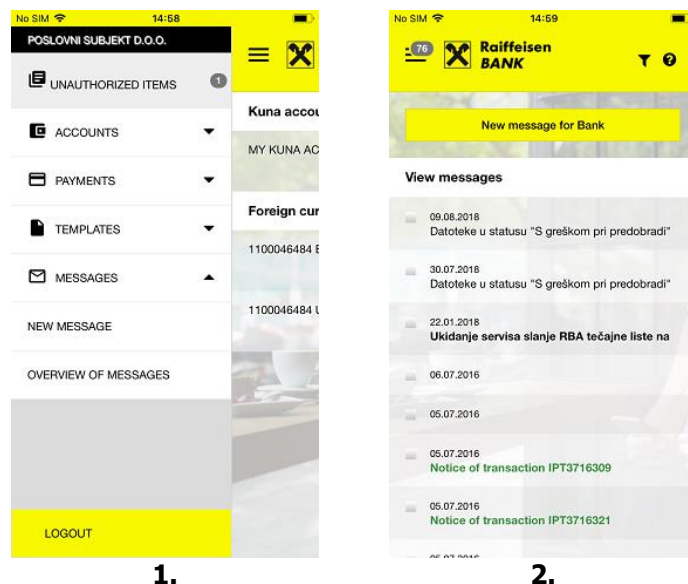 No SIM 14:58
POSLOVNI SUBJEKT D.O.O.
UNAUTHORIZED ITEMS 1
ACCOUNTS
PAYMENTS
TEMPLATES
MESSAGES
NEW MESSAGE
OVERVIEW OF MESSAGES
LOGOUT
Kuna accou
MY KUNA AC
Foreign cur
1100046484 E
1100046484 U
1.
No SIM 14:59
76
Raiffeisen
BANK
?
New message for Bank
View messages
09.08.2018
Datoteke u statusu "S greškom pri predobradi"
30.07.2018
Datoteke u statusu "S greškom pri predobradi"
22.01.2018
Ukidanje servisa slanje RBA tečajne liste na
06.07.2016
05.07.2016
05.07.2016
Notice of transaction IPT3716309
05.07.2016
Notice of transaction IPT3716321
2.